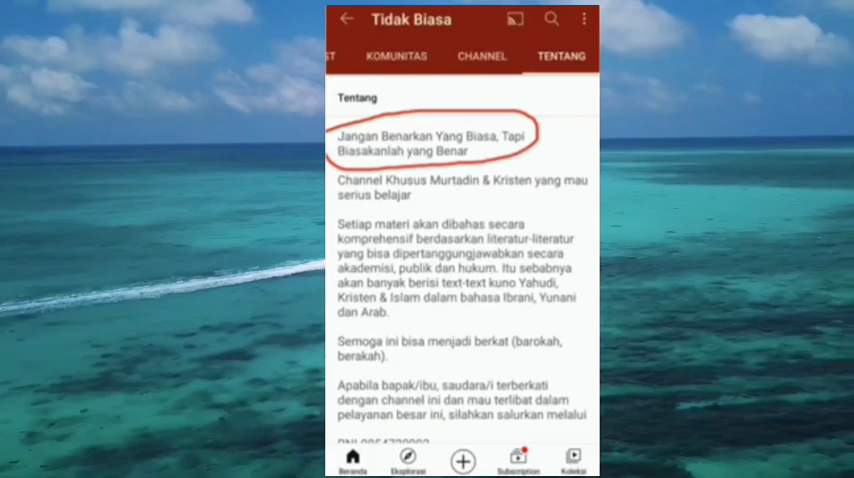 Tidak Biasa
ST KOMUNITAS CHANNEL TENTANG
Tentang
Jangan Benarkan Yang Biasa, Tapi
Biasakanlah yang Benar
Channel Khusus Murtadin & Kristen yang mau
serius belajar
Setiap materi akan dibahas secara
komprehensif berdasarkan literatur-literatur
yang bisa dipertanggungjawabkan secara
akademisi, publik dan hukum. Itu sebabnya
akan banyak berisi text-text kuno Yahudi,
Kristen & Islam dalam bahasa Ibrani, Yunani
dan Arab.
Semoga ini bisa menjadi berkat (barokah,
berakah).
Apabila bapak/ibu, saudara/i terberkati
dengan channel ini dan mau terlibat dalam
pelayanan besar ini, silahkan salurkan melalui
Beranda Eksplorasi Subscription Koleksi